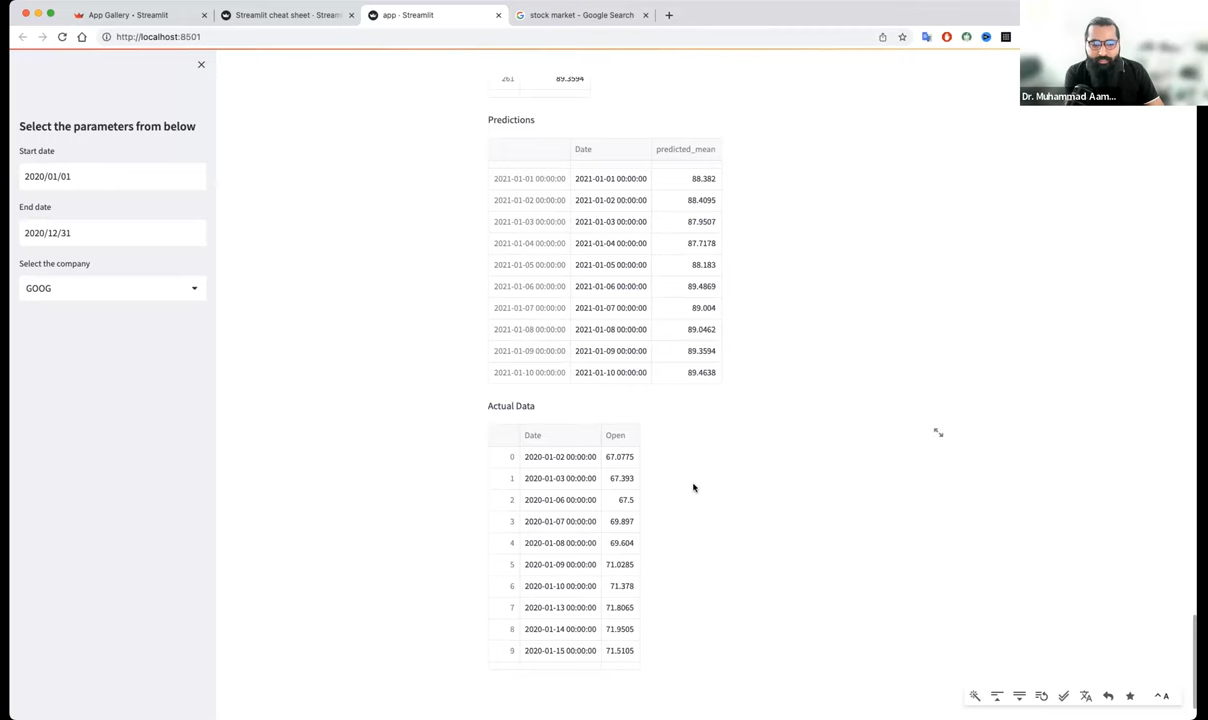 App Gallery • Streamlit
Streamlit cheat sheet · Streaml
app · Streamlit
stock market - Google Search
http://localhost:8501
Dr. Muhammad Aam...
Select the parameters from below
Start date
2020/01/01
End date
2020/12/31
Select the company
GOOG
261 89.3594
Predictions
Date predicted_mean
2021-01-01 00:00:00 2021-01-01 00:00:00 88.382
2021-01-02 00:00:00 2021-01-02 00:00:00 88.4095
2021-01-03 00:00:00 2021-01-03 00:00:00 87.9507
2021-01-04 00:00:00 2021-01-04 00:00:00 87.7178
2021-01-05 00:00:00 2021-01-05 00:00:00 88.183
2021-01-06 00:00:00 2021-01-06 00:00:00 89.4869
2021-01-07 00:00:00 2021-01-07 00:00:00 89.004
2021-01-08 00:00:00 2021-01-08 00:00:00 89.0462
2021-01-09 00:00:00 2021-01-09 00:00:00 89.3594
2021-01-10 00:00:00 2021-01-10 00:00:00 89.4638
Actual Data
Date Open
0 2020-01-02 00:00:00 67.0775
1 2020-01-03 00:00:00 67.393
2 2020-01-06 00:00:00 67.5
3 2020-01-07 00:00:00 69.897
4 2020-01-08 00:00:00 69.604
5 2020-01-09 00:00:00 71.0285
6 2020-01-10 00:00:00 71.378
7 2020-01-13 00:00:00 71.8065
8 2020-01-14 00:00:00 71.9505
9 2020-01-15 00:00:00 71.5105
A